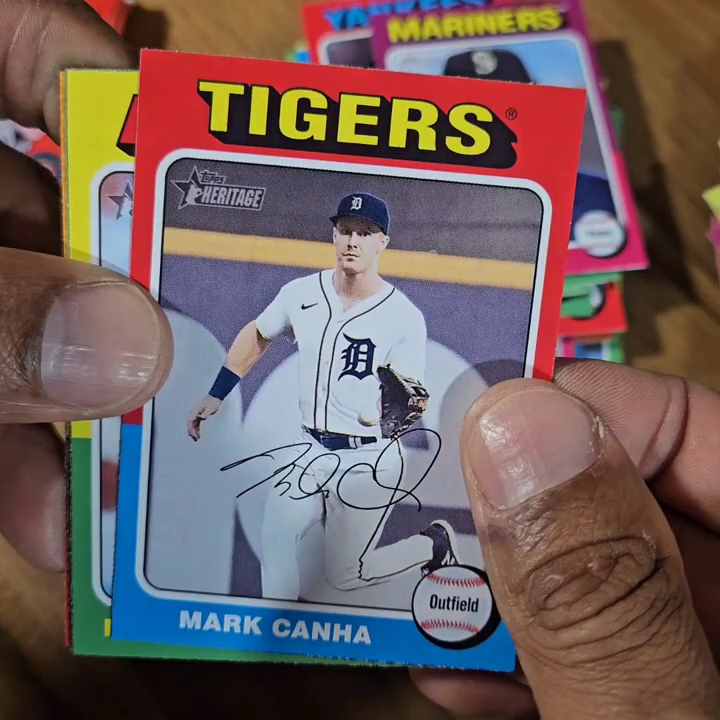 YANKEES
MARINERS
TIGERS®
Topps
HERITAGE
D
D
MARK CANHA
Outfield